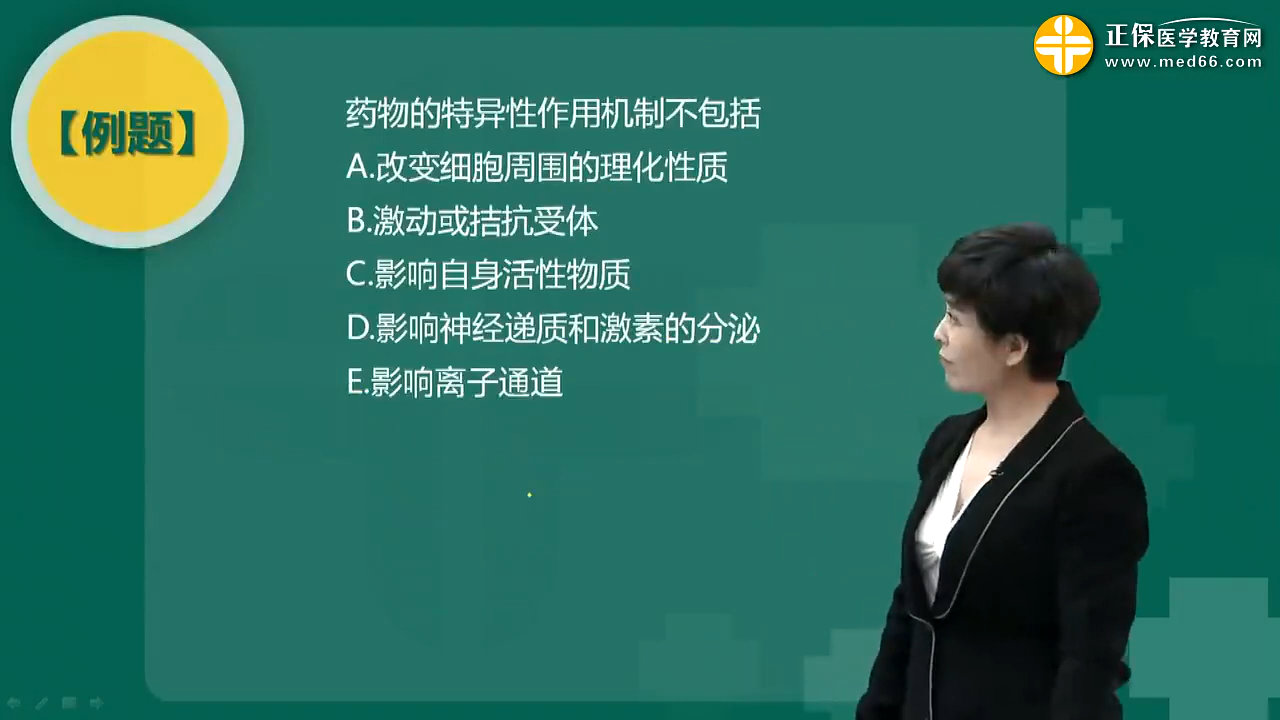 【例题】
正保医学教育网
www.med66.com
药物的特异性作用机制不包括
A.改变细胞周围的理化性质
B.激动或拮抗受体
C.影响自身活性物质
D.影响神经递质和激素的分泌
E.影响离子通道